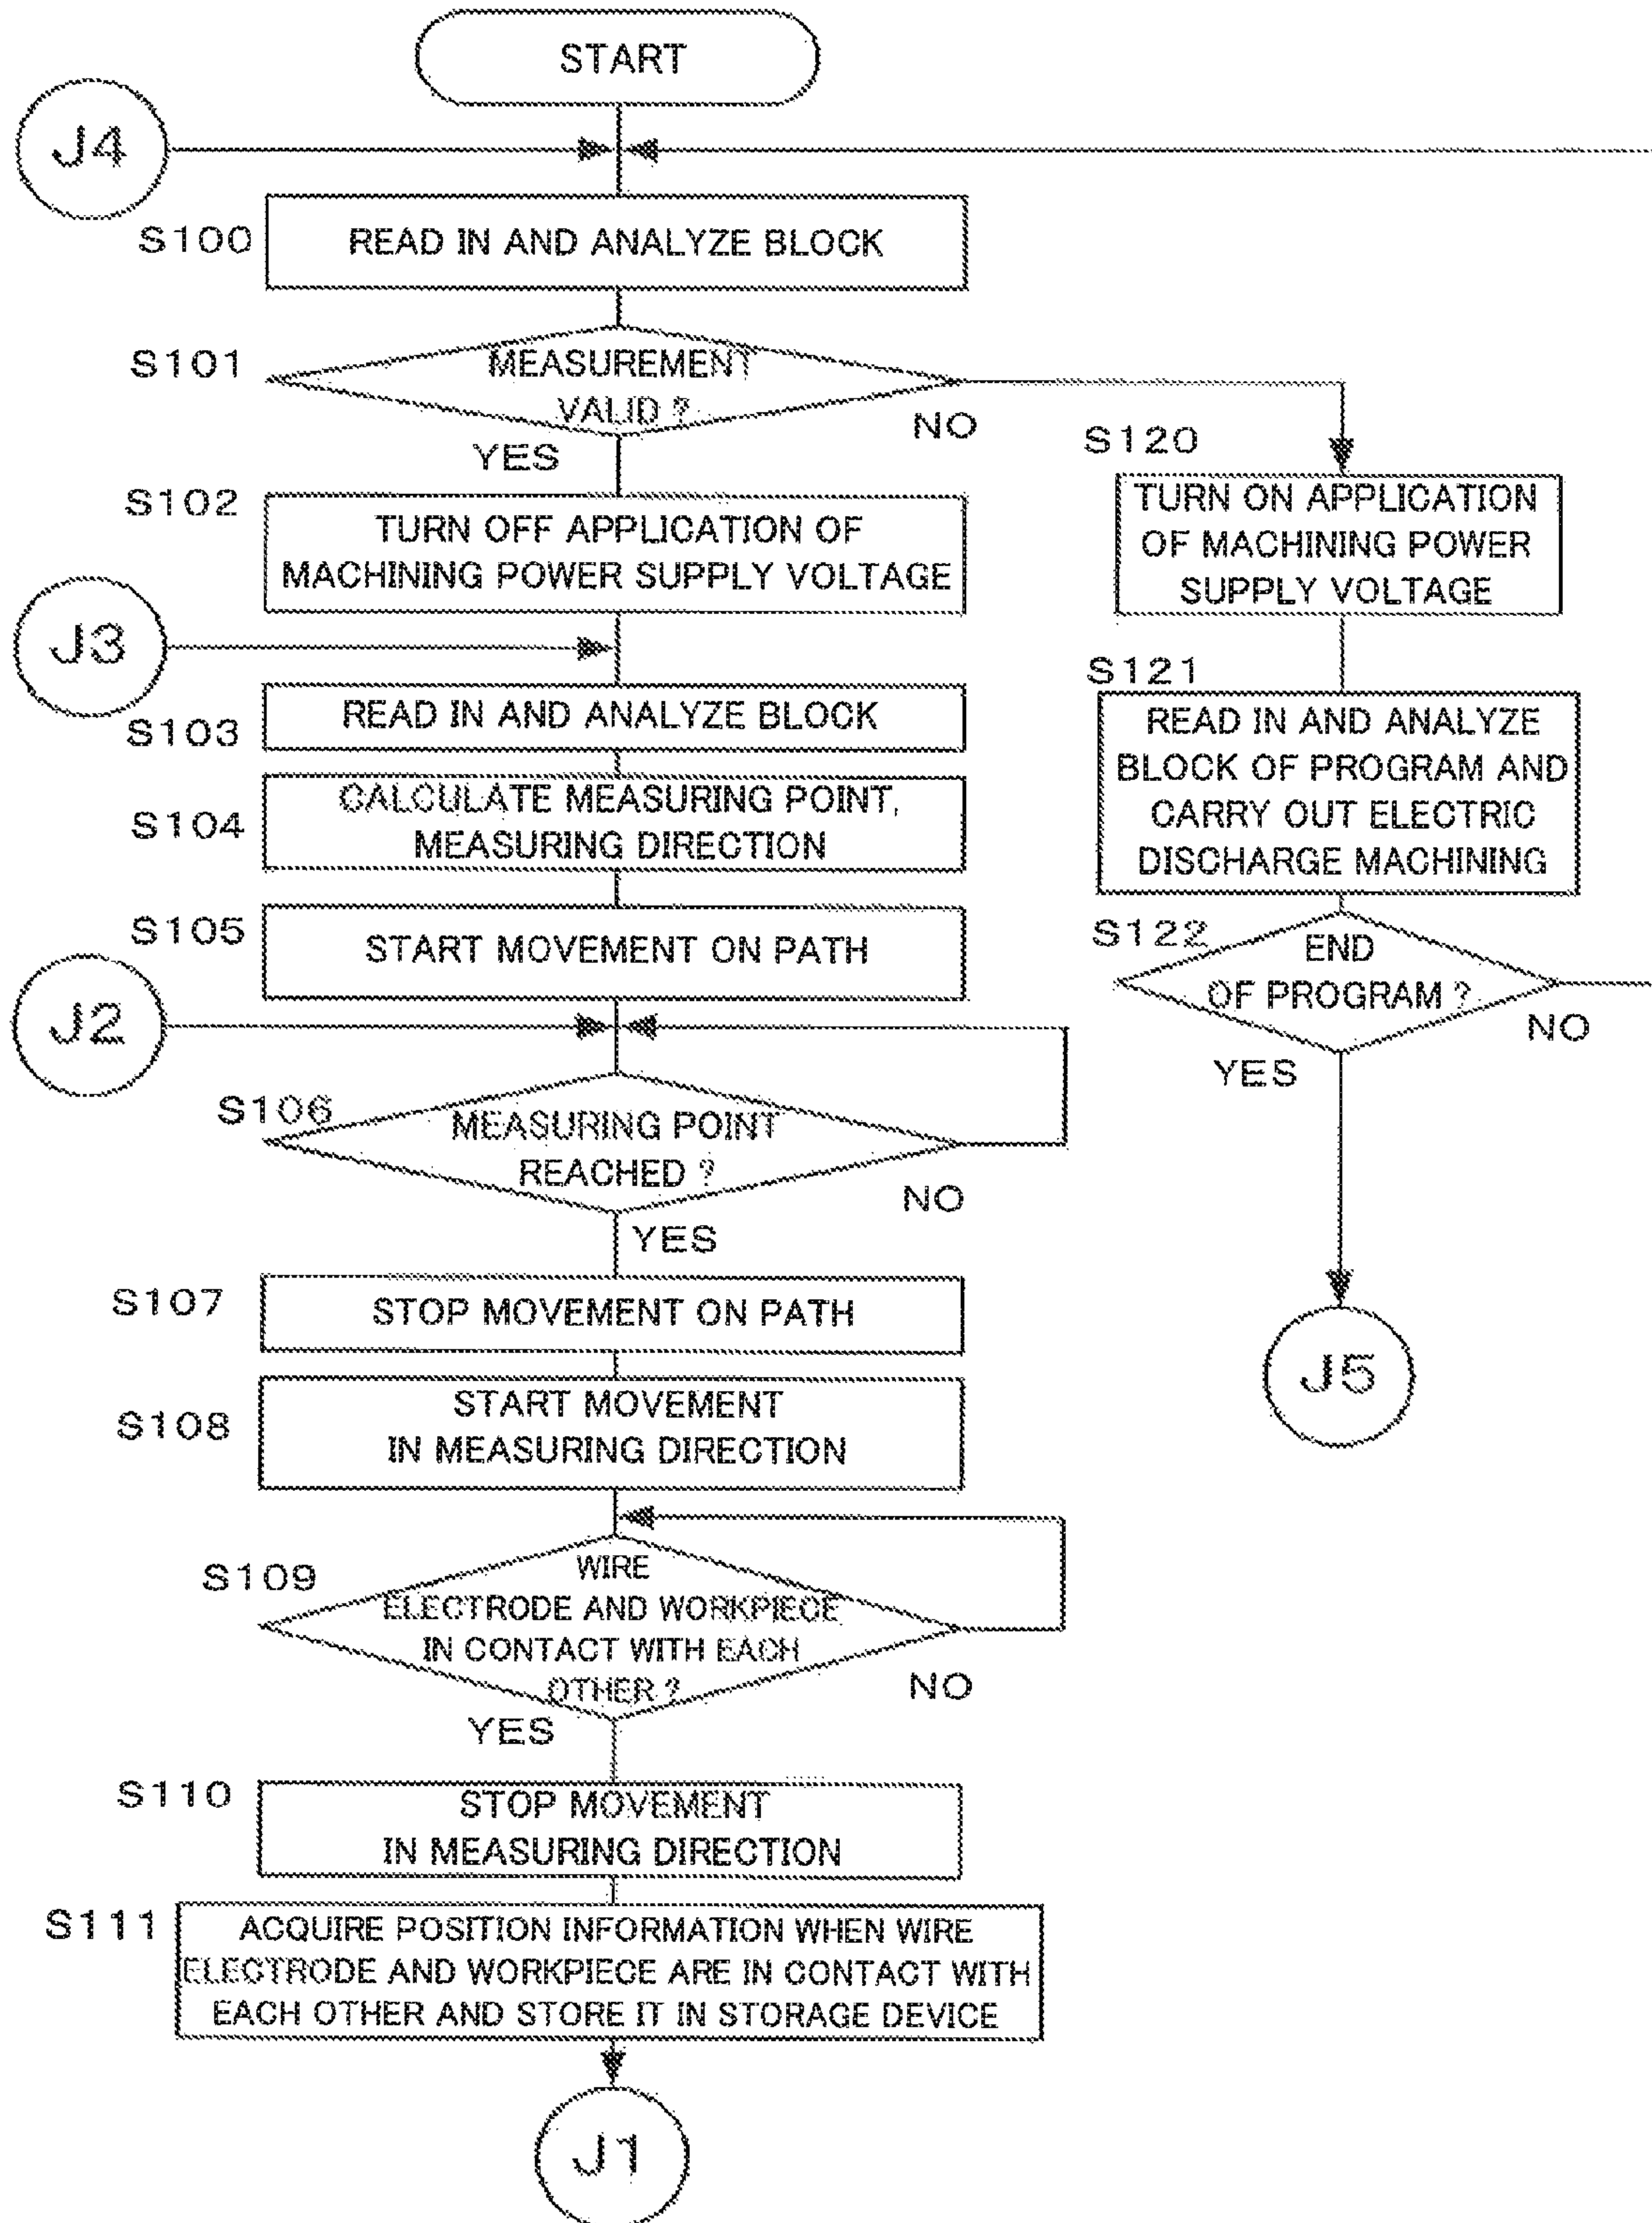 START
J4
S100
READ IN AND ANALYZE BLOCK
S101
MEASUREMENT
VALID ?
NO
YES
S102
TURN OFF APPLICATION OF
MACHINING POWER SUPPLY VOLTAGE
J3
S103
READ IN AND ANALYZE BLOCK
S104
CALCULATE MEASURING POINT,
MEASURING DIRECTION
S105
START MOVEMENT ON PATH
J2
S106
MEASURING POINT
REACHED ?
NO
YES
S107
STOP MOVEMENT ON PATH
S108
START MOVEMENT
IN MEASURING DIRECTION
S109
WIRE
ELECTRODE AND WORKPIECE
IN CONTACT WITH EACH
OTHER ?
NO
YES
S110
STOP MOVEMENT
IN MEASURING DIRECTION
S111
ACQUIRE POSITION INFORMATION WHEN WIRE
ELECTRODE AND WORKPIECE ARE IN CONTACT WITH
EACH OTHER AND STORE IT IN STORAGE DEVICE
J1
S120
TURN ON APPLICATION
OF MACHINING POWER
SUPPLY VOLTAGE
S121
READ IN AND ANALYZE
BLOCK OF PROGRAM AND
CARRY OUT ELECTRIC
DISCHARGE MACHINING
S122
END
OF PROGRAM ?
NO
YES
J5